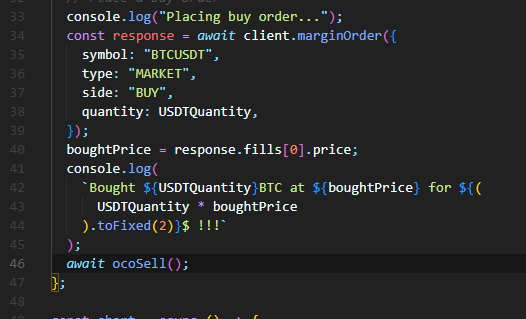 32 // Place a buy order
33 console.log("Placing buy order...");
34 const response = await client.marginOrder({
35 symbol: "BTCUSDT",
36 type: "MARKET",
37 side: "BUY",
38 quantity: USDTQuantity,
39 });
40 boughtPrice = response.fills[0].price;
41 console.log(
42 `Bought ${USDTQuantity}BTC at ${boughtPrice} for ${(
43 USDTQuantity * boughtPrice
44 ).toFixed(2)}$ !!!`
45 );
46 await ocoSell();
47 };
48
49 const short = async () => {